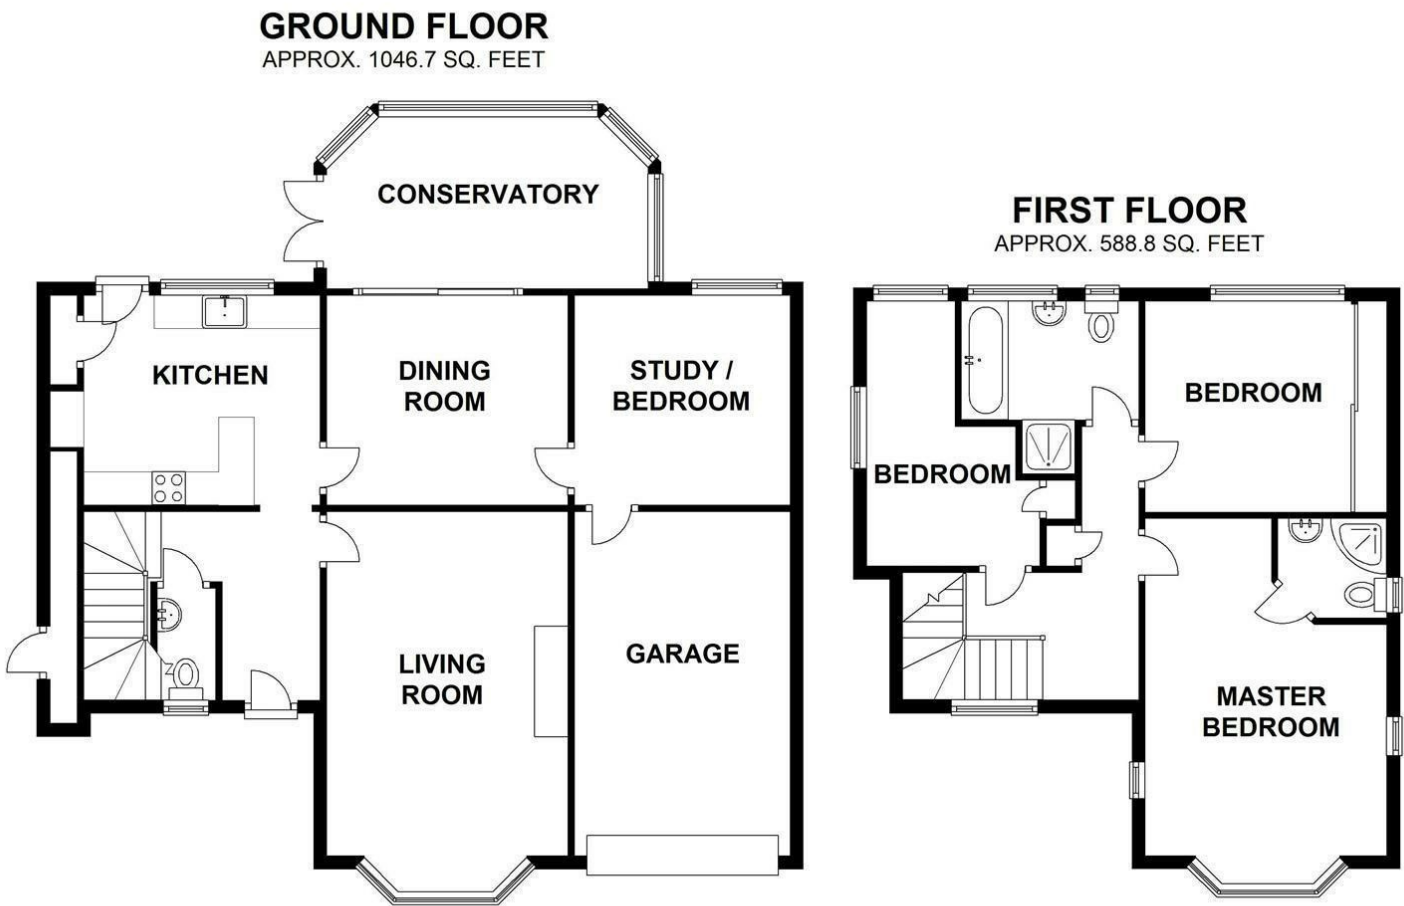 GROUND FLOOR
APPROX. 1046.7 SQ. FEET
CONSERVATORY
KITCHEN
DINING
ROOM
STUDY /
BEDROOM
LIVING
ROOM
GARAGE
FIRST FLOOR
APPROX. 588.8 SQ. FEET
BEDROOM
BEDROOM
MASTER
BEDROOM